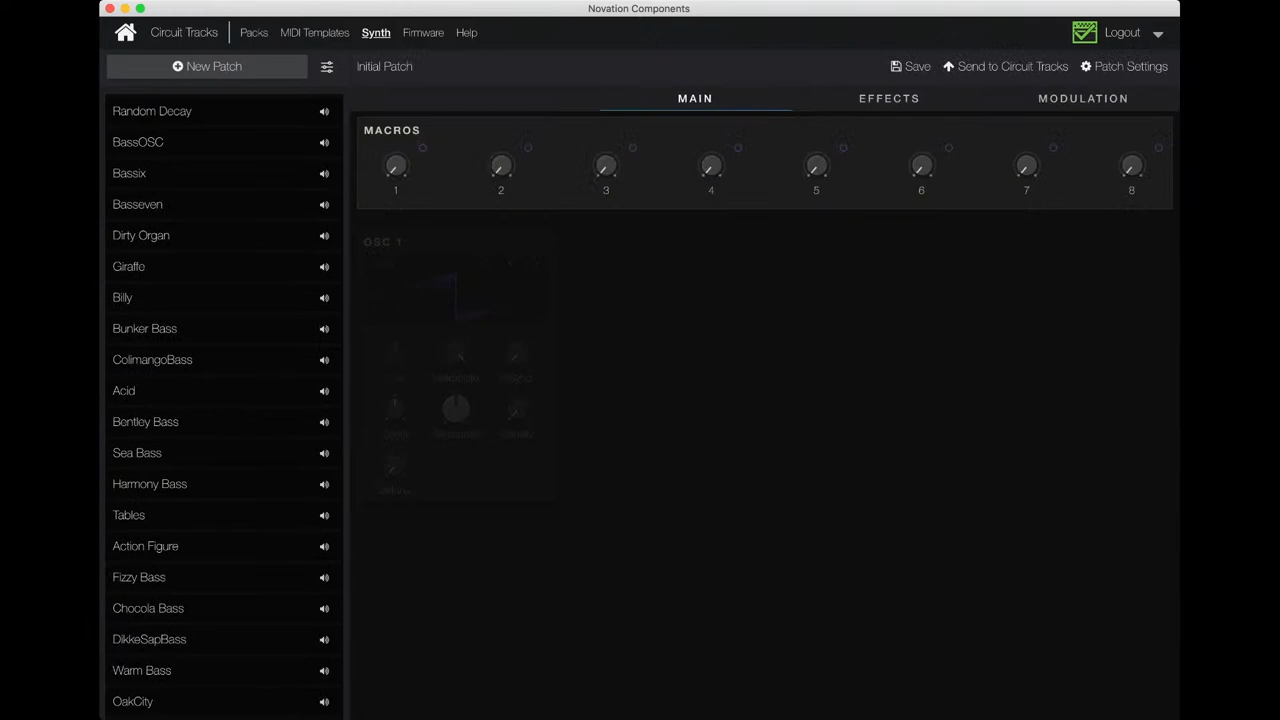 Novation Components
Circuit Tracks Packs MIDI Templates Synth Firmware Help Logout
New Patch Initial Patch Save Send to Circuit Tracks Patch Settings
MAIN EFFECTS MODULATION
MACROS
1 2 3 4 5 6 7 8
Random Decay
BassOSC
Bassix
Basseven
Dirty Organ
Giraffe
Billy
Bunker Bass
ColimangoBass
Acid
Bentley Bass
Sea Bass
Harmony Bass
Tables
Action Figure
Fizzy Bass
Chocola Bass
DikkeSapBass
Warm Bass
OakCity
OSC 1